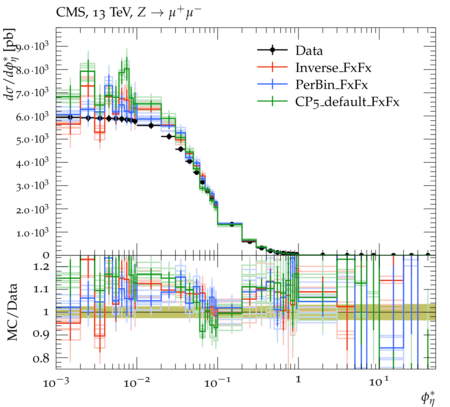 CMS, 13 TeV, Z → μ⁺μ⁻
dσ/dφ*η [pb]
9.0·10³
8.0·10³
7.0·10³
6.0·10³
5.0·10³
4.0·10³
3.0·10³
2.0·10³
1.0·10³
0
Data
Inverse_FxFx
PerBin_FxFx
CP5_default_FxFx
MC/Data
1.2
1.1
1
0.9
0.8
10⁻³
10⁻²
10⁻¹
1
10¹
φ*η